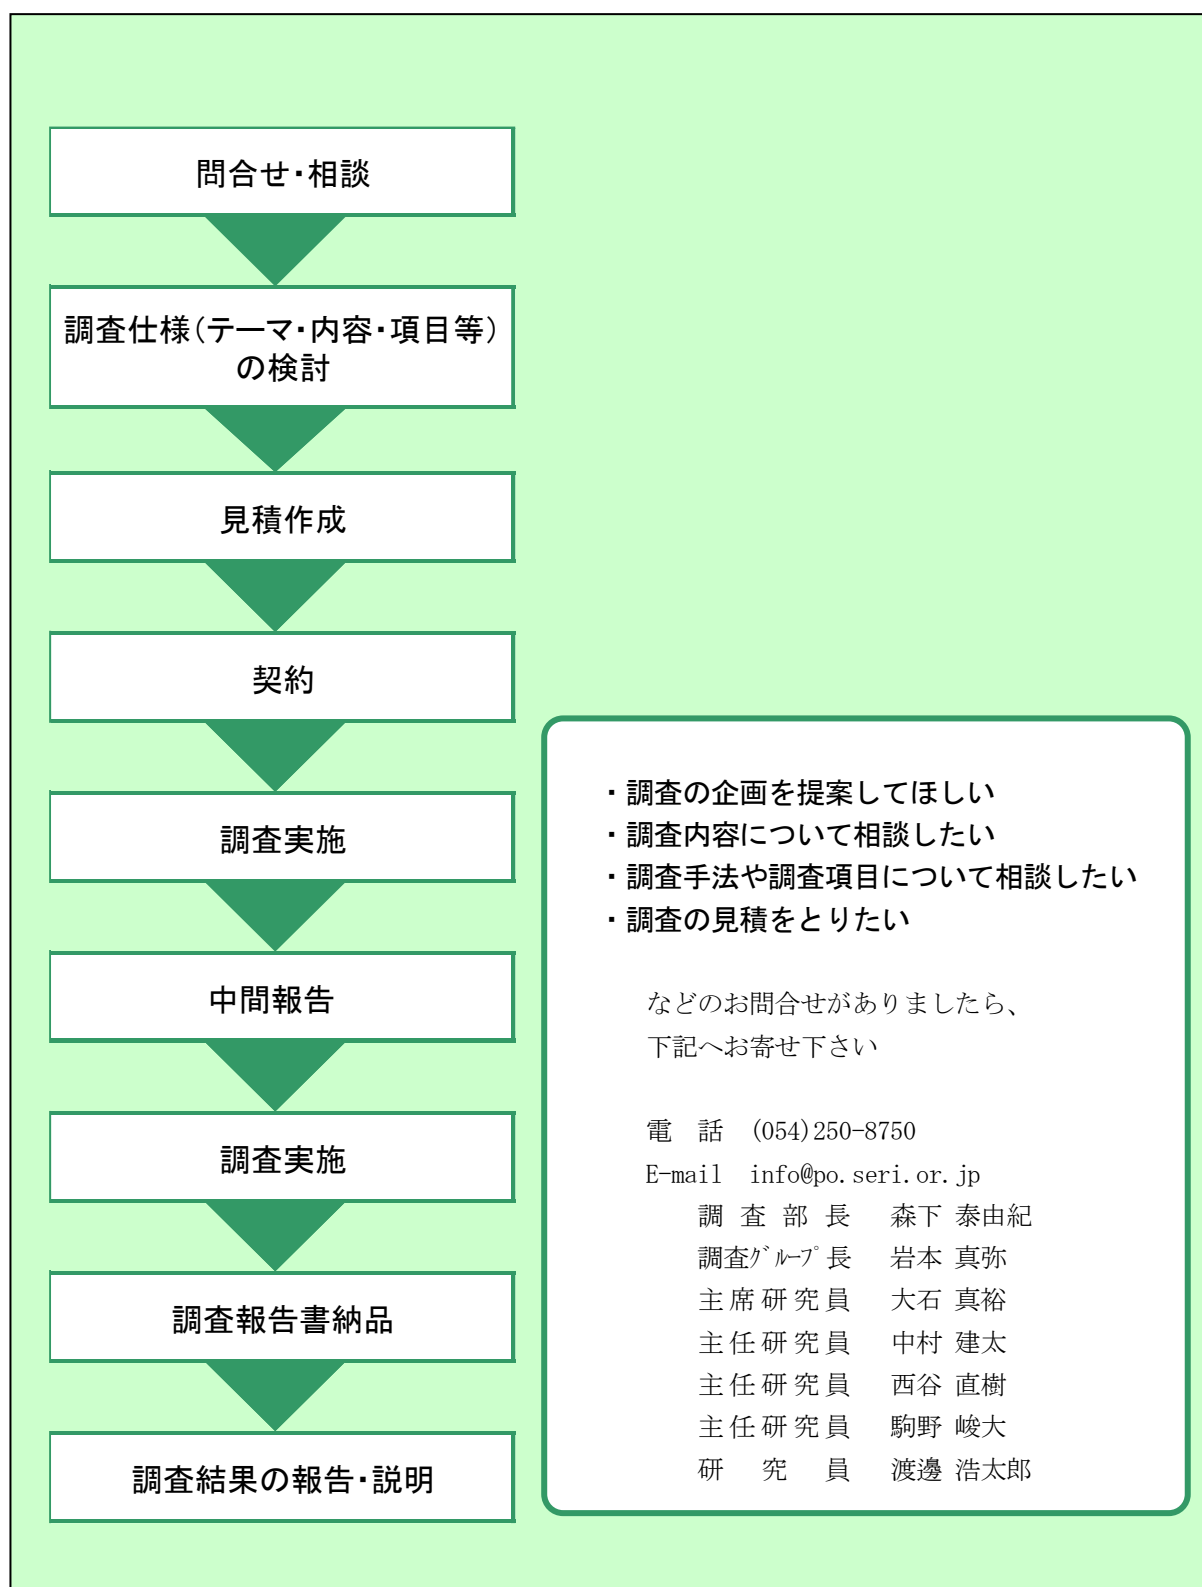 問合せ・相談
調査仕様(テーマ・内容・項目等)
の検討
見積作成
契約
調査実施
中間報告
調査実施
調査報告書納品
調査結果の報告・説明
・調査の企画を提案してほしい
・調査内容について相談したい
・調査手法や調査項目について相談したい
・調査の見積をとりたい
などのお問合せがありましたら、
下記へお寄せ下さい
電 話 (054)250-8750
E-mail info@po.seri.or.jp
調 査 部 長 森下 泰由紀
調査ｸﾞﾙｰﾌﾟ長 岩本 真弥
主席研究員 大石 真裕
主任研究員 中村 建太
主任研究員 西谷 直樹
主任研究員 駒野 峻大
研 究 員 渡邊 浩太郎